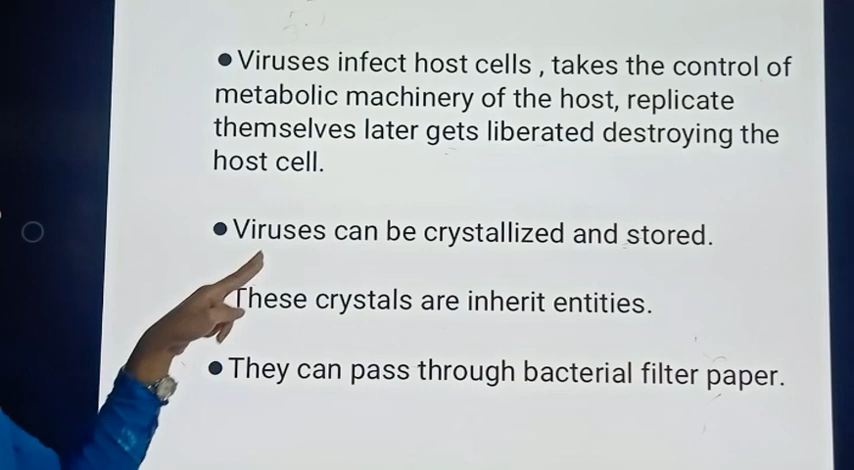 ● Viruses infect host cells , takes the control of
metabolic machinery of the host, replicate
themselves later gets liberated destroying the
host cell.
● Viruses can be crystallized and stored.
These crystals are inherit entities.
● They can pass through bacterial filter paper.